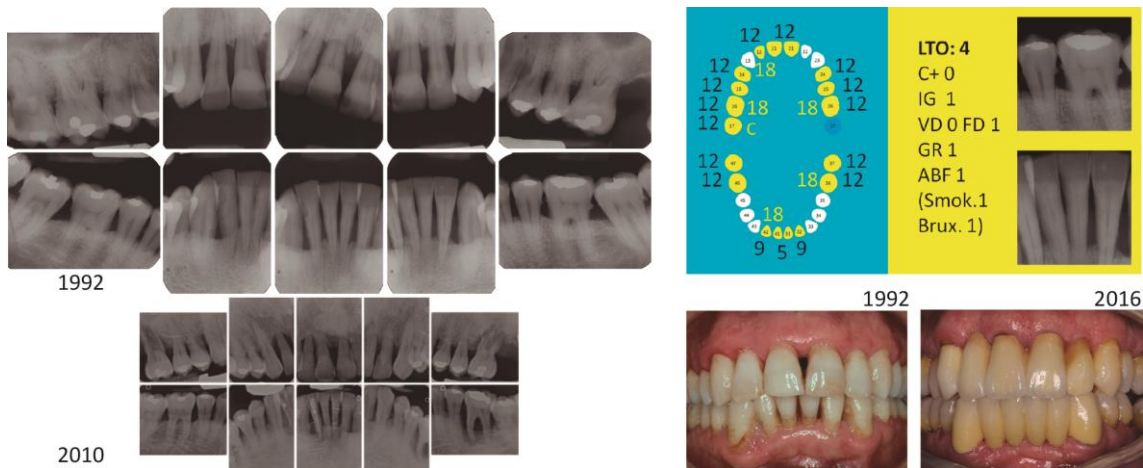 1992
2010
12 12
12 18 12
12 12
12 18 18 12
12 C
12 12
12 18 12
18
9 9
5
LTO: 4
C+ 0
IG 1
VD 0 FD 1
GR 1
ABF 1
(Smok.1
Brux. 1)
1992
2016